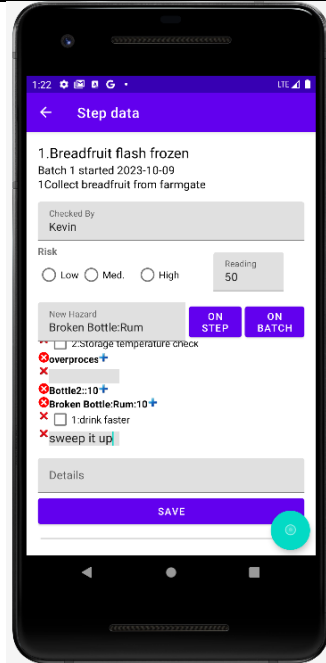 1:22 G LTE
Step data
1.Breadfruit flash frozen
Batch 1 started 2023-10-09
1Collect breadfruit from farmgate
Checked By
Kevin
Risk
Low Med. High
Reading
50
New Hazard
Broken Bottle:Rum
ON STEP
ON BATCH
2:Storage temperature check
overproces
Bottle2::10
Broken Bottle:Rum:10
1:drink faster
sweep it up
Details
SAVE